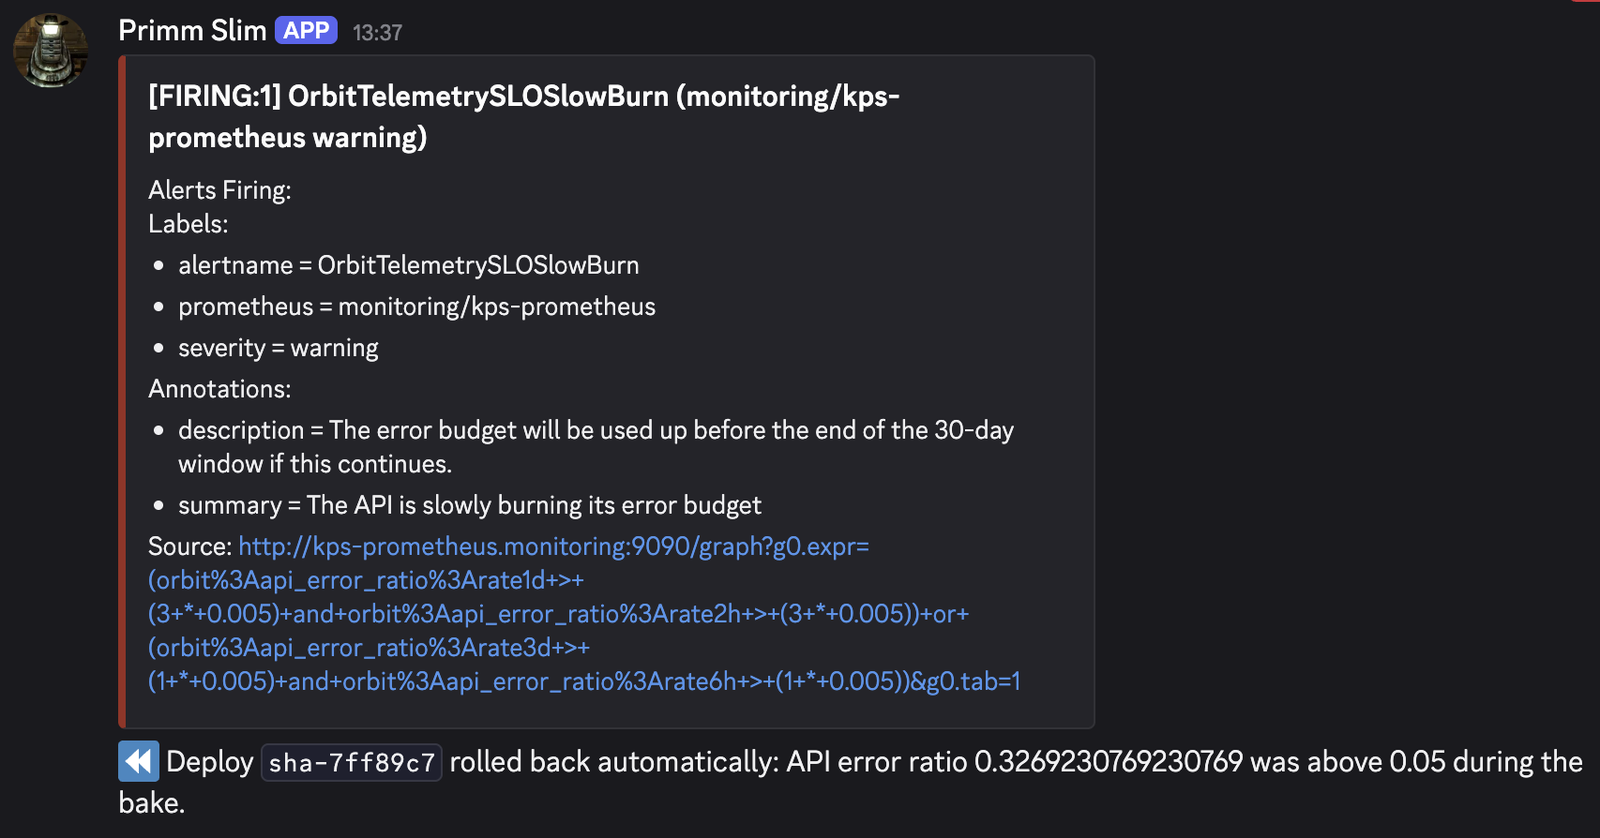 Primm Slim APP 13:37
[FIRING:1] OrbitTelemetrySLOSlowBurn (monitoring/kps-
prometheus warning)
Alerts Firing:
Labels:
• alertname = OrbitTelemetrySLOSlowBurn
• prometheus = monitoring/kps-prometheus
• severity = warning
Annotations:
• description = The error budget will be used up before the end of the 30-day
window if this continues.
• summary = The API is slowly burning its error budget
Source: http://kps-prometheus.monitoring:9090/graph?g0.expr=
(orbit%3Aapi_error_ratio%3Arate1d+>+
(3+*+0.005)+and+orbit%3Aapi_error_ratio%3Arate2h+>+(3+*+0.005))+or+
(orbit%3Aapi_error_ratio%3Arate3d+>+
(1+*+0.005)+and+orbit%3Aapi_error_ratio%3Arate6h+>+(1+*+0.005))&g0.tab=1
⏪ Deploy sha-7ff89c7 rolled back automatically: API error ratio 0.3269230769230769 was above 0.05 during the
bake.